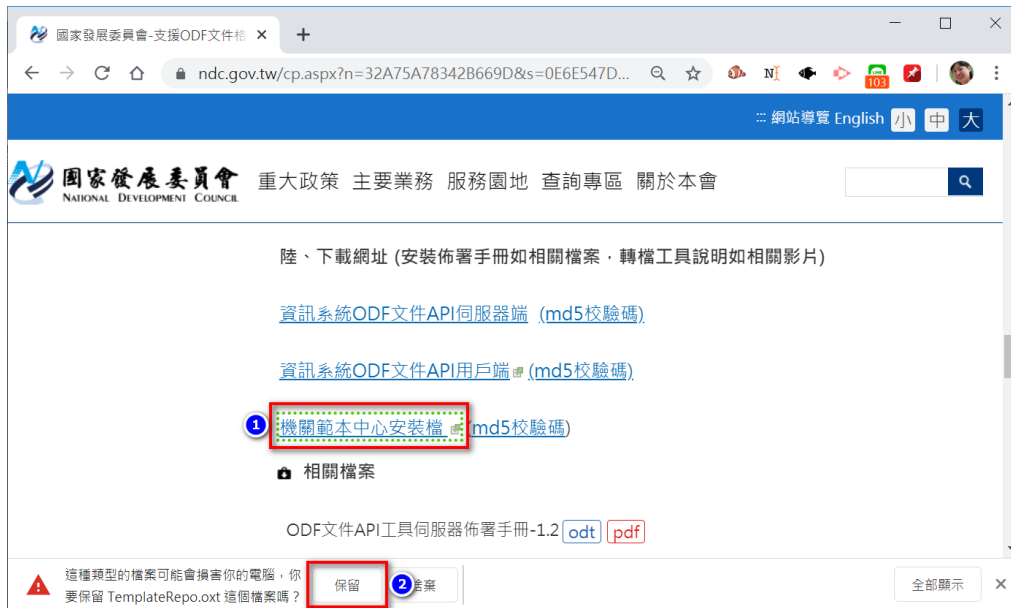 國家發展委員會-支援ODF文件格
ndc.gov.tw/cp.aspx?n=32A75A78342B669D&s=0E6E547D...
103
::: 網站導覽 English 小 中 大
國家發展委員會
NATIONAL DEVELOPMENT COUNCIL
重大政策 主要業務 服務園地 查詢專區 關於本會
陸、下載網址 (安裝佈署手冊如相關檔案，轉檔工具說明如相關影片)
資訊系統ODF文件API伺服器端 (md5校驗碼)
資訊系統ODF文件API用戶端 (md5校驗碼)
1 機關範本中心安裝檔 (md5校驗碼)
相關檔案
ODF文件API工具伺服器佈署手冊-1.2 odt pdf
這種類型的檔案可能會損害你的電腦，你
要保留 TemplateRepo.oxt 這個檔案嗎？
保留 2 棄
全部顯示